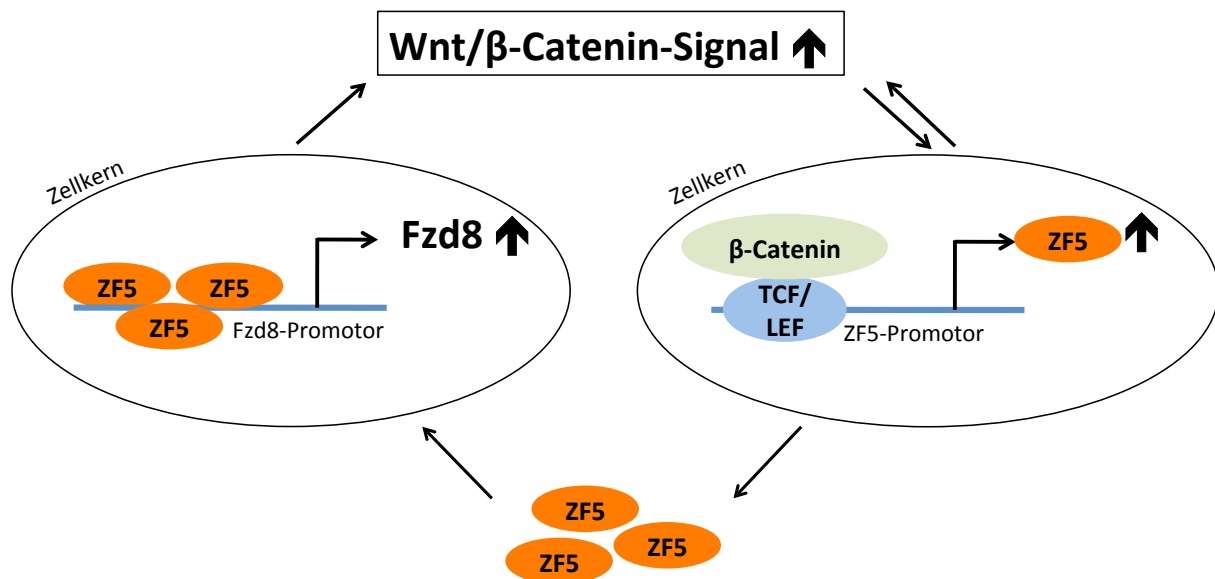 Wnt/β-Catenin-Signal
Zellkern
Fzd8
ZF5
ZF5
ZF5
Fzd8-Promotor
Zellkern
β-Catenin
ZF5
TCF/
LEF
ZF5-Promotor
ZF5
ZF5
ZF5